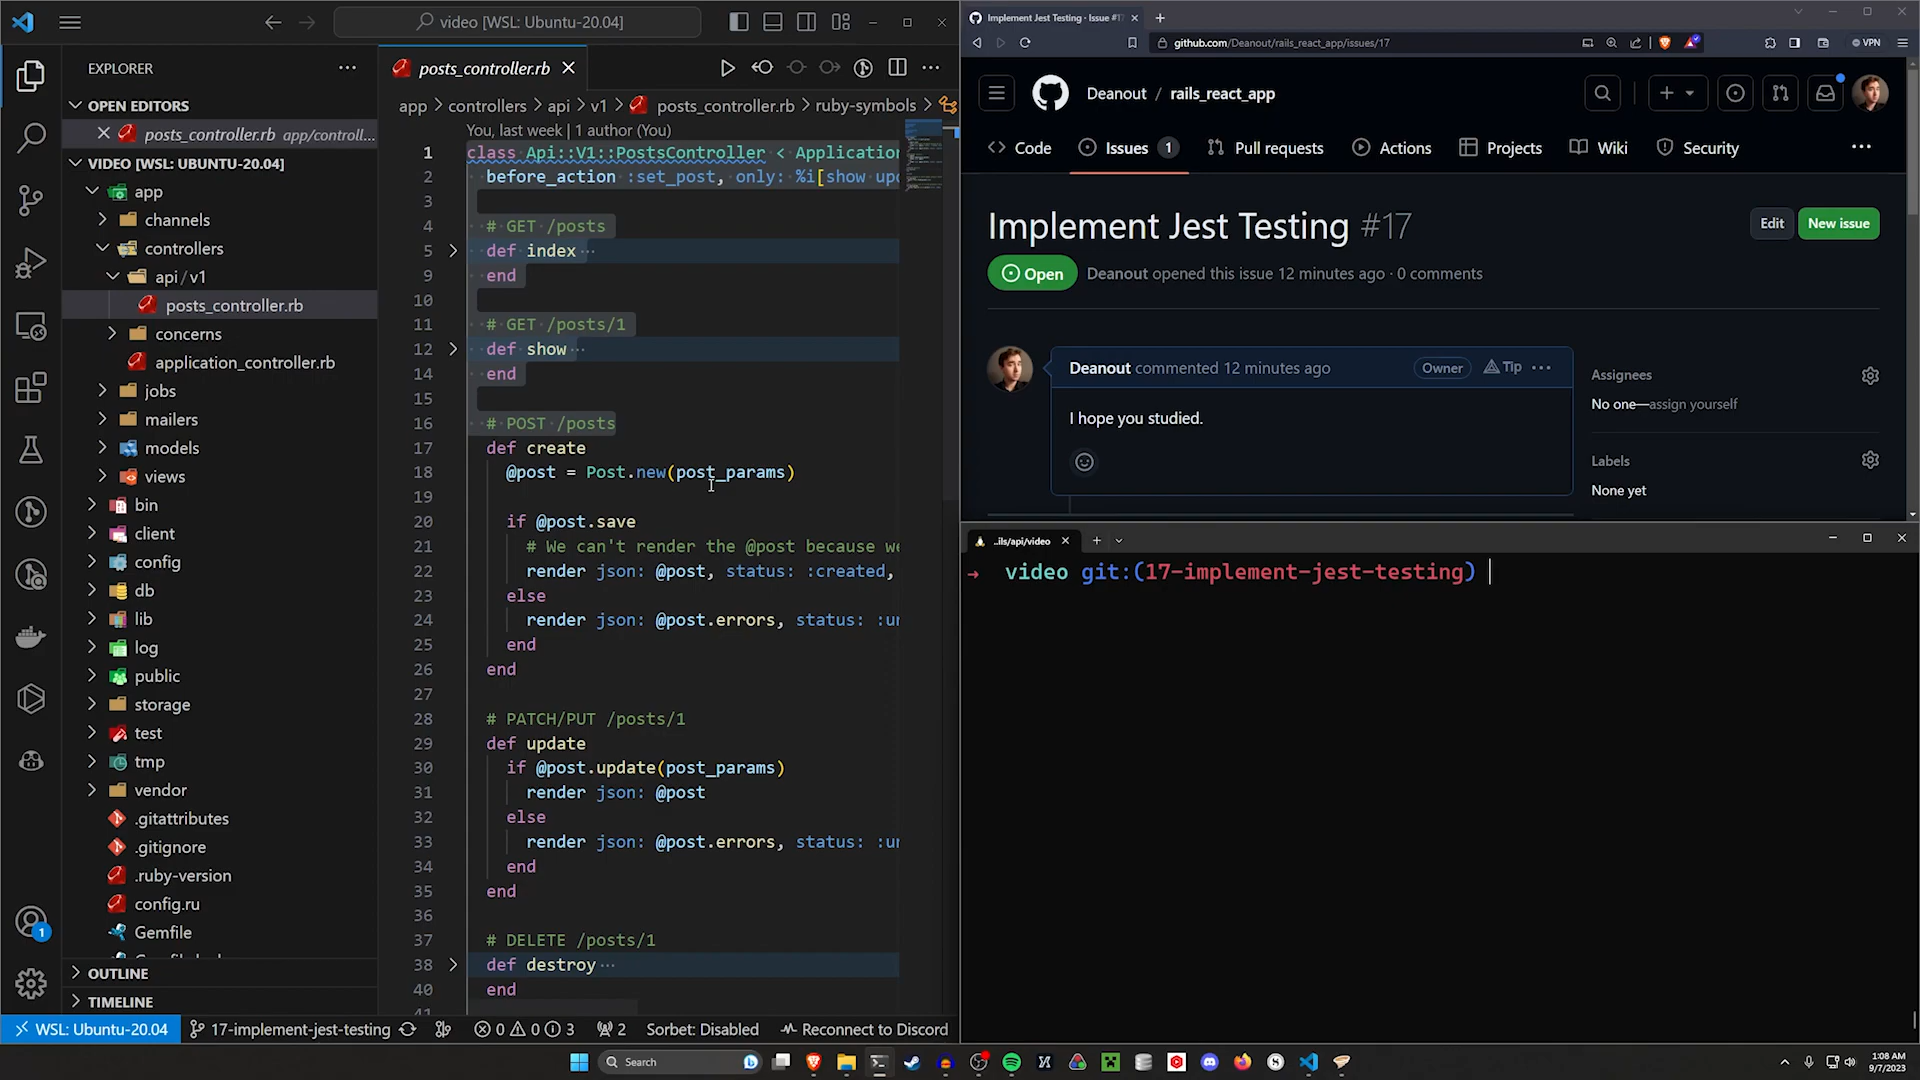 video [WSL: Ubuntu-20.04]
EXPLORER
OPEN EDITORS
posts_controller.rb app/controll...
VIDEO [WSL: UBUNTU-20.04]
app
channels
controllers
api/v1
posts_controller.rb
concerns
application_controller.rb
jobs
mailers
models
views
bin
client
config
db
lib
log
public
storage
test
tmp
vendor
.gitattributes
.gitignore
.ruby-version
config.ru
Gemfile
OUTLINE
TIMELINE
posts_controller.rb
app > controllers > api > v1 > posts_controller.rb > ruby-symbols >
You, last week | 1 author (You)
1 class Api::V1::PostsController < Application
2 before_action :set_post, only: %i[show up
3
4 # GET /posts
5 def index ...
9 end
10
11 # GET /posts/1
12 def show ...
14 end
15
16 # POST /posts
17 def create
18 @post = Post.new(post_params)
19
20 if @post.save
21 # We can't render the @post because we
22 render json: @post, status: :created,
23 else
24 render json: @post.errors, status: :un
25 end
26 end
27
28 # PATCH/PUT /posts/1
29 def update
30 if @post.update(post_params)
31 render json: @post
32 else
33 render json: @post.errors, status: :un
34 end
35 end
36
37 # DELETE /posts/1
38 def destroy ...
40 end
41
1
WSL: Ubuntu-20.04 17-implement-jest-testing 0 0 3 2 Sorbet: Disabled Reconnect to Discord
Implement Jest Testing · Issue #17
github.com/Deanout/rails_react_app/issues/17
VPN
Deanout / rails_react_app
Code Issues 1 Pull requests Actions Projects Wiki Security
Implement Jest Testing #17
Edit New issue
Open Deanout opened this issue 12 minutes ago · 0 comments
Deanout commented 12 minutes ago Owner Tip
I hope you studied.
Assignees
No one—assign yourself
Labels
None yet
..ils/api/video
→ video git:(17-implement-jest-testing)
Search
1:08 AM
9/7/2023